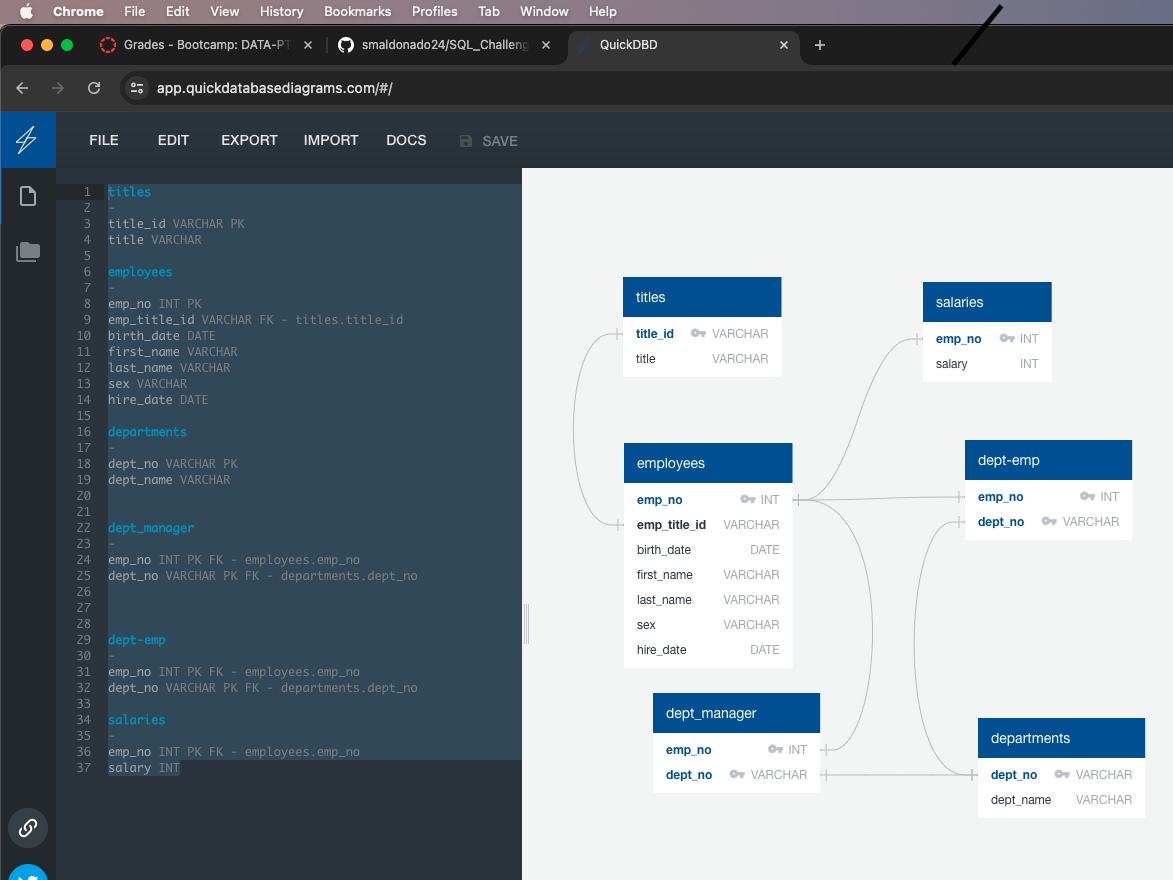 Chrome File Edit View History Bookmarks Profiles Tab Window Help
Grades - Bootcamp: DATA-PT
smaldonado24/SQL_Challeng
QuickDBD
app.quickdatabasediagrams.com/#/
FILE EDIT EXPORT IMPORT DOCS SAVE
1 titles
2 -
3 title_id VARCHAR PK
4 title VARCHAR
5
6 employees
7 -
8 emp_no INT PK
9 emp_title_id VARCHAR FK - titles.title_id
10 birth_date DATE
11 first_name VARCHAR
12 last_name VARCHAR
13 sex VARCHAR
14 hire_date DATE
15
16 departments
17 -
18 dept_no VARCHAR PK
19 dept_name VARCHAR
20
21
22 dept_manager
23 -
24 emp_no INT PK FK - employees.emp_no
25 dept_no VARCHAR PK FK - departments.dept_no
26
27
28
29 dept-emp
30 -
31 emp_no INT PK FK - employees.emp_no
32 dept_no VARCHAR PK FK - departments.dept_no
33
34 salaries
35 -
36 emp_no INT PK FK - employees.emp_no
37 salary INT
titles
title_id VARCHAR
title VARCHAR
salaries
emp_no INT
salary INT
employees
emp_no INT
emp_title_id VARCHAR
birth_date DATE
first_name VARCHAR
last_name VARCHAR
sex VARCHAR
hire_date DATE
dept-emp
emp_no INT
dept_no VARCHAR
dept_manager
emp_no INT
dept_no VARCHAR
departments
dept_no VARCHAR
dept_name VARCHAR